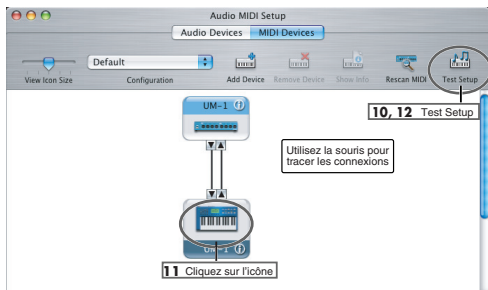 Audio MIDI Setup
Audio Devices MIDI Devices
Default
View Icon Size Configuration Add Device Remove Device Show Info Rescan MIDI Test Setup
10, 12 Test Setup
UM-1
Utilisez la souris pour
tracer les connexions
UM-1
11 Cliquez sur l'icône